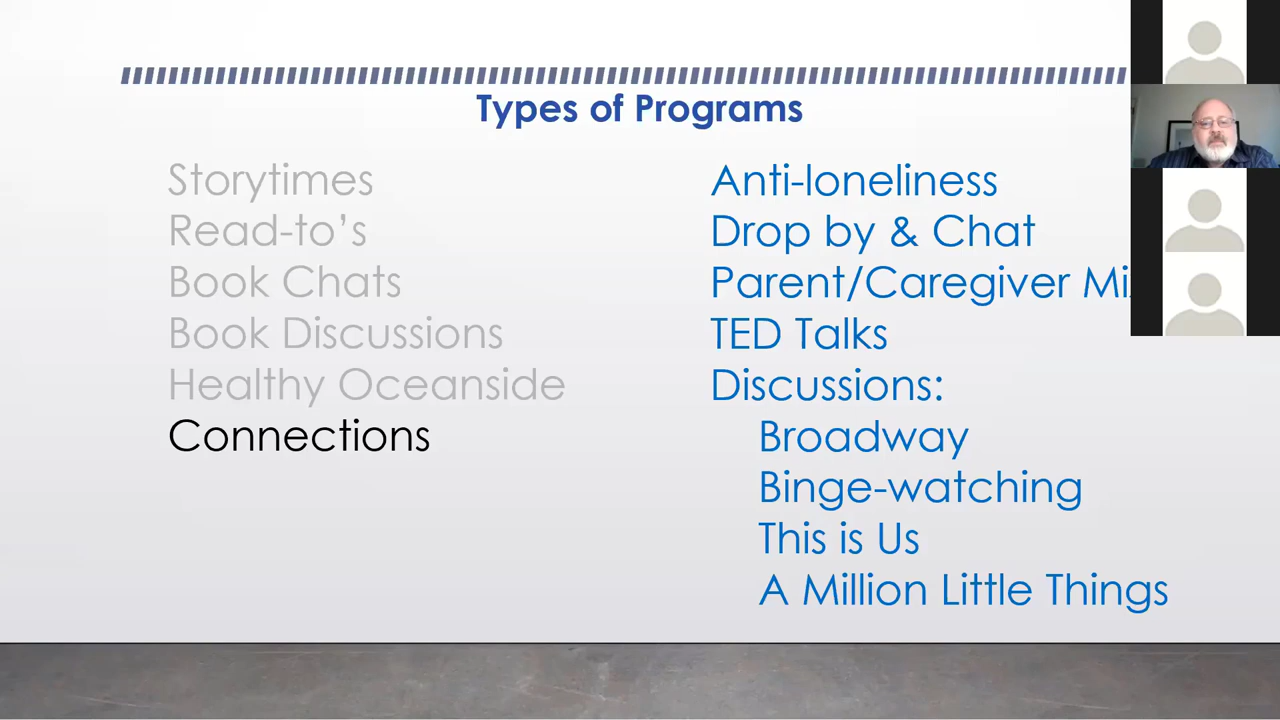 Types of Programs
Storytimes
Read-to’s
Book Chats
Book Discussions
Healthy Oceanside
Connections
Anti-loneliness
Drop by & Chat
Parent/Caregiver
TED Talks
Discussions:
Broadway
Binge-watching
This is Us
A Million Little Things